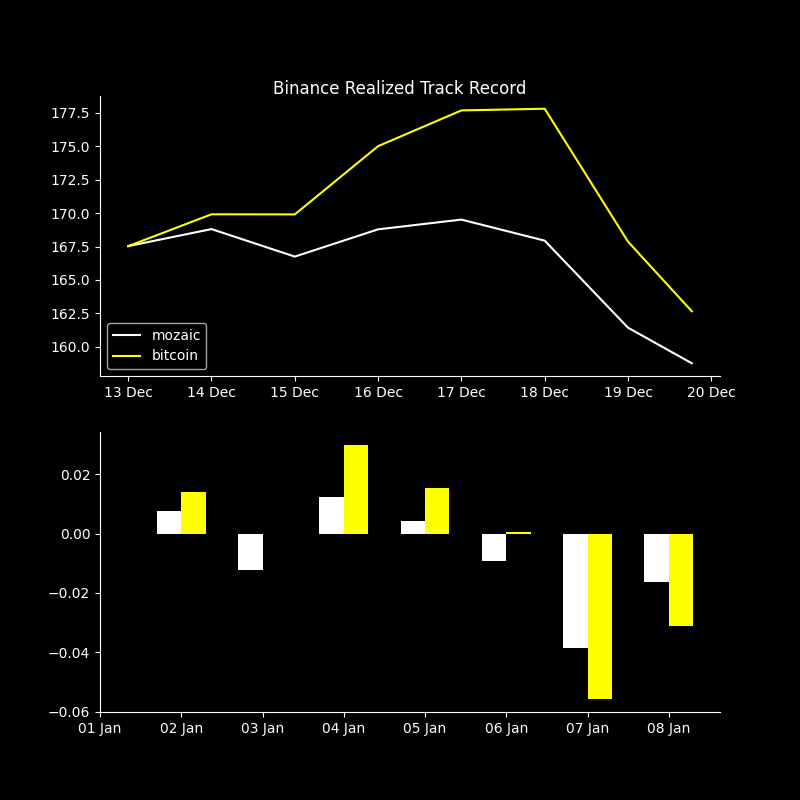 Binance Realized Track Record
177.5
175.0
172.5
170.0
167.5
165.0
162.5
160.0
mozaic
bitcoin
13 Dec 14 Dec 15 Dec 16 Dec 17 Dec 18 Dec 19 Dec 20 Dec
0.02
0.00
−0.02
−0.04
−0.06
01 Jan 02 Jan 03 Jan 04 Jan 05 Jan 06 Jan 07 Jan 08 Jan